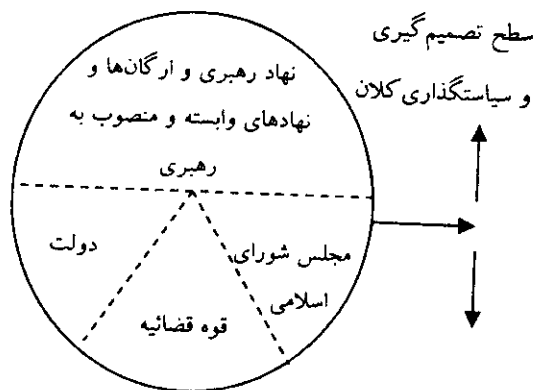 سطح تصمیم‌گیری
و سیاستگذاری کلان
نهاد رهبری و ارگان‌ها و
نهادهای وابسته و منصوب به
رهبری
مجلس شورای
اسلامی
قوه قضائیه
دولت